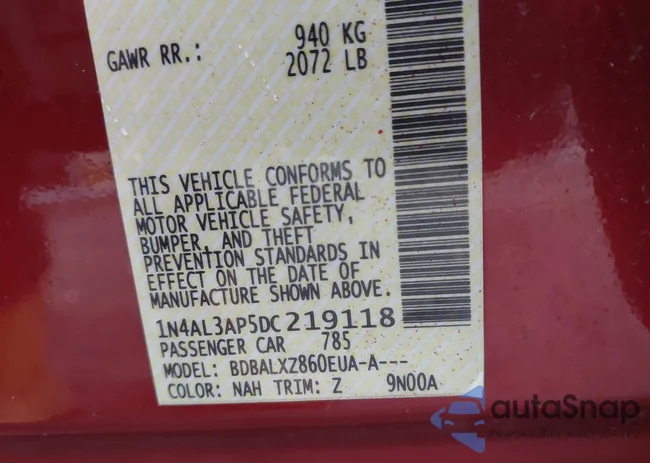 GAWR RR.: 940 KG
2072 LB
THIS VEHICLE CONFORMS TO
ALL APPLICABLE FEDERAL
MOTOR VEHICLE SAFETY,
BUMPER, AND THEFT
PREVENTION STANDARDS IN
EFFECT ON THE DATE OF
MANUFACTURE SHOWN ABOVE.
1N4AL3AP5DC219118
PASSENGER CAR 785
MODEL: BDBALXZ860EUA-A---
COLOR: NAH TRIM: Z 9N00A
autaSnap